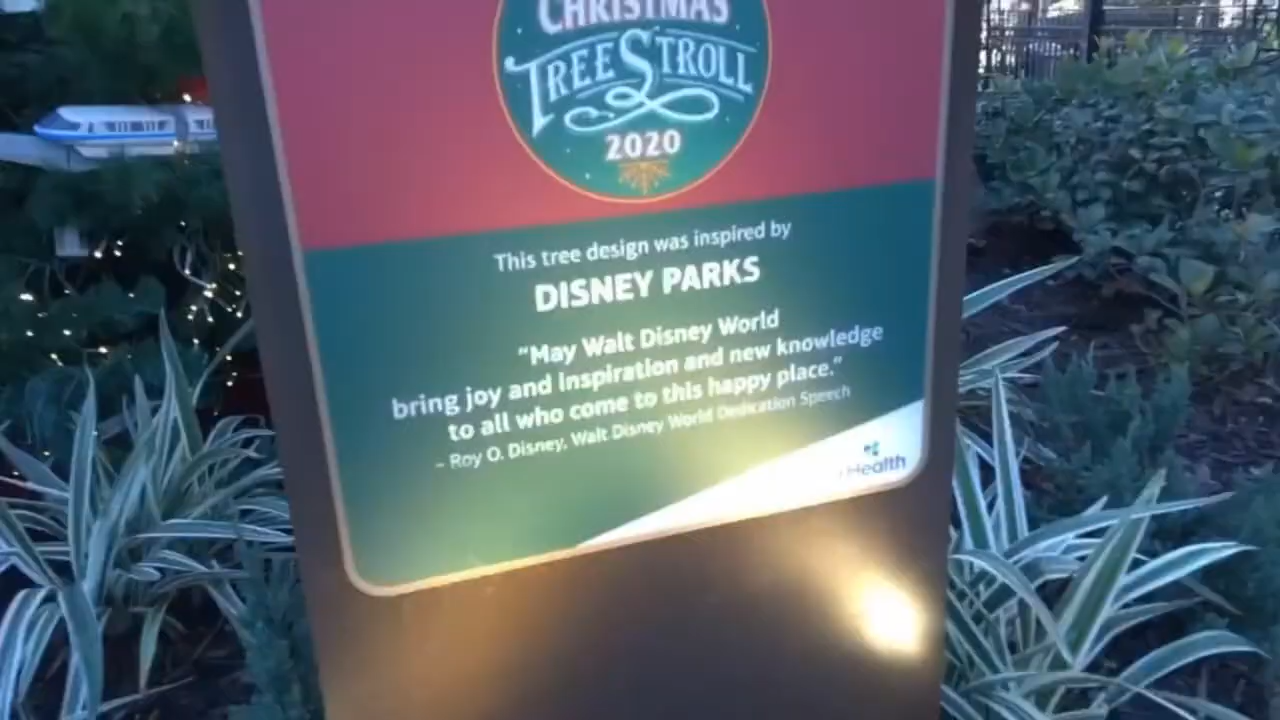 CHRISTMAS
TREE STROLL
2020
This tree design was inspired by
DISNEY PARKS
“May Walt Disney World
bring joy and inspiration and new knowledge
to all who come to this happy place.”
- Roy O. Disney, Walt Disney World Dedication Speech
Health